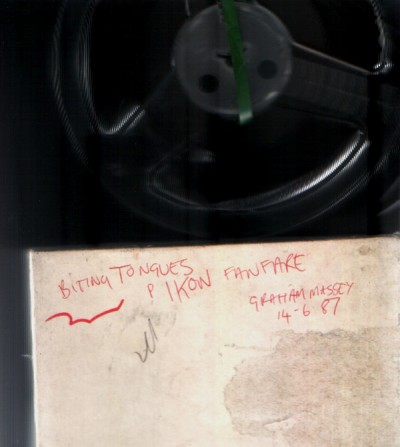 BITING TONGUES
P IKON FANFARE
GRAHAM MASSEY
14-6 87